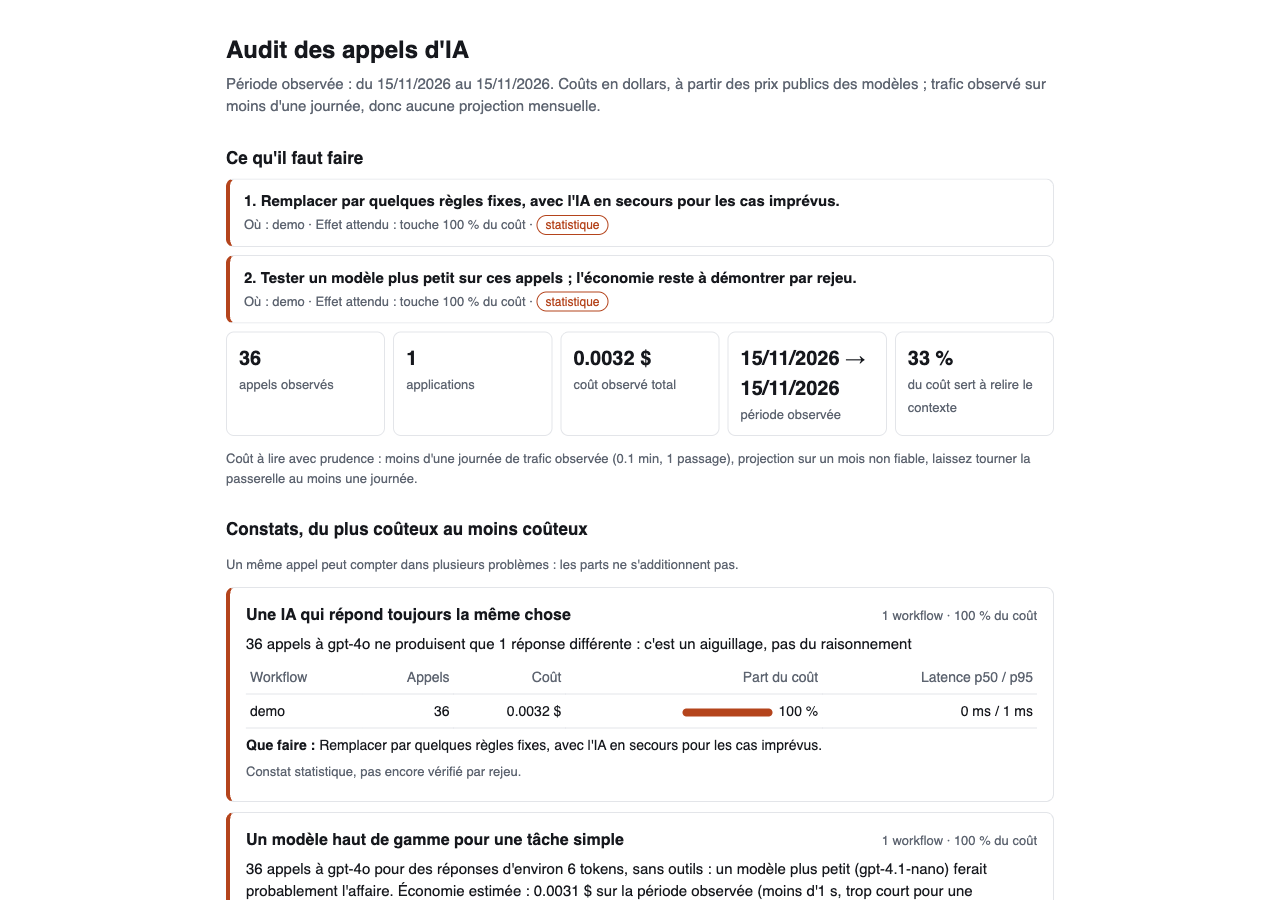 Audit des appels d'IA
Période observée : du 15/11/2026 au 15/11/2026. Coûts en dollars, à partir des prix publics des modèles ; trafic observé sur
moins d'une journée, donc aucune projection mensuelle.
Ce qu'il faut faire
1. Remplacer par quelques règles fixes, avec l'IA en secours pour les cas imprévus.
Où : demo · Effet attendu : touche 100 % du coût · statistique
2. Tester un modèle plus petit sur ces appels ; l'économie reste à démontrer par rejeu.
Où : demo · Effet attendu : touche 100 % du coût · statistique
36
appels observés
1
applications
0.0032 $
coût observé total
15/11/2026 →
15/11/2026
période observée
33 %
du coût sert à relire le
contexte
Coût à lire avec prudence : moins d'une journée de trafic observée (0.1 min, 1 passage), projection sur un mois non fiable, laissez tourner la
passerelle au moins une journée.
Constats, du plus coûteux au moins coûteux
Un même appel peut compter dans plusieurs problèmes : les parts ne s'additionnent pas.
Une IA qui répond toujours la même chose 1 workflow · 100 % du coût
36 appels à gpt-4o ne produisent que 1 réponse différente : c'est un aiguillage, pas du raisonnement
Workflow Appels Coût Part du coût Latence p50 / p95
demo 36 0.0032 $ 100 % 0 ms / 1 ms
Que faire : Remplacer par quelques règles fixes, avec l'IA en secours pour les cas imprévus.
Constat statistique, pas encore vérifié par rejeu.
Un modèle haut de gamme pour une tâche simple 1 workflow · 100 % du coût
36 appels à gpt-4o pour des réponses d'environ 6 tokens, sans outils : un modèle plus petit (gpt-4.1-nano) ferait
probablement l'affaire. Économie estimée : 0.0031 $ sur la période observée (moins d'1 s, trop court pour une